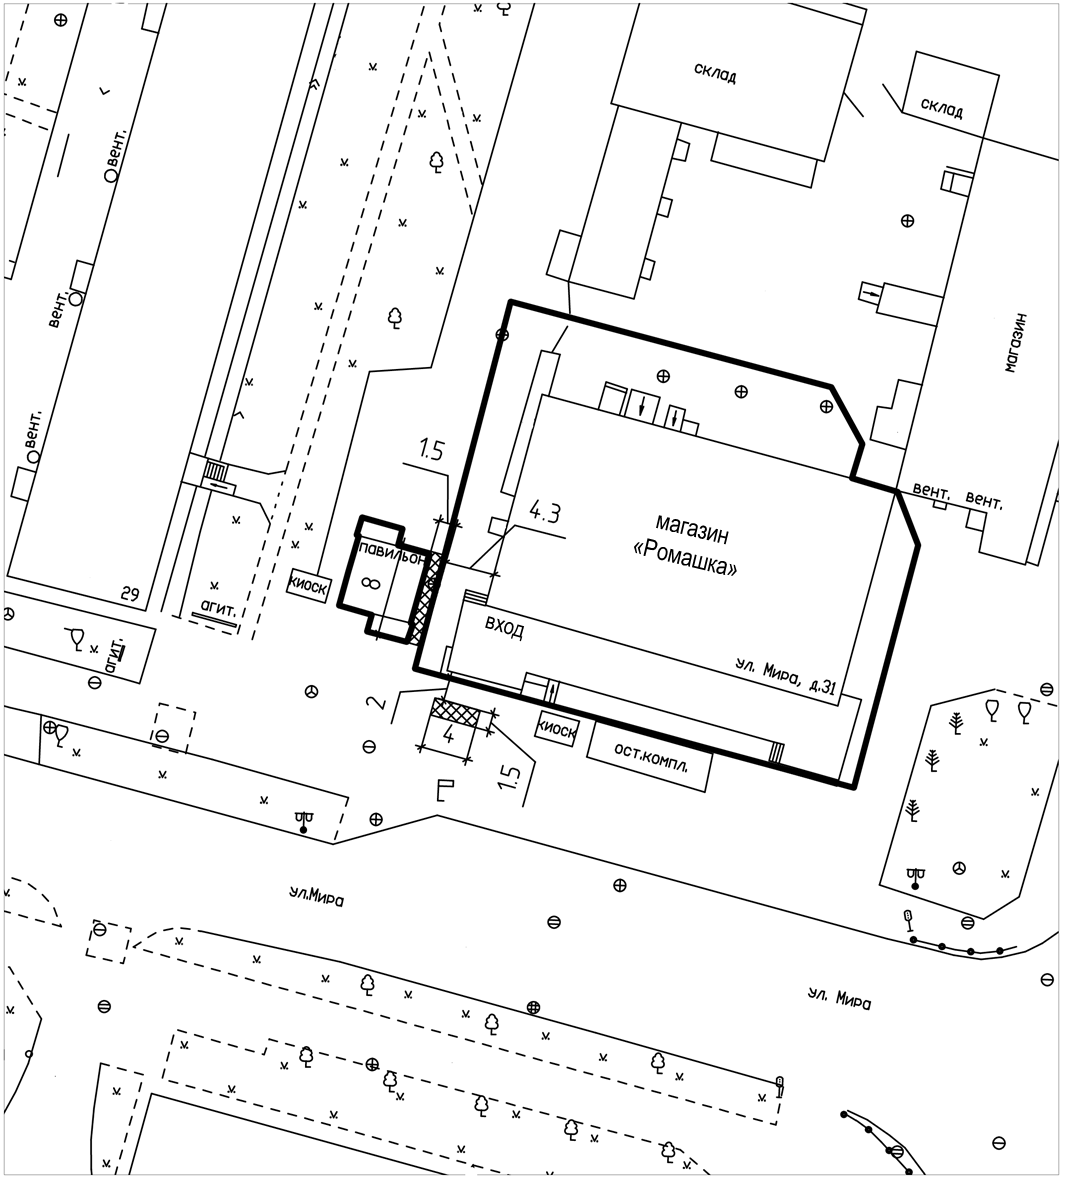 склад
склад
вент.
вент.
магазин
вент.
1.5
вент. вент.
4.3
магазин
«Ромашка»
павильон
8
киоск
29
агит.
вход
агит.
ул. Мира, д.31
2
киоск
4
ост.компл.
1.5
П
ул.Мира
ул. Мира